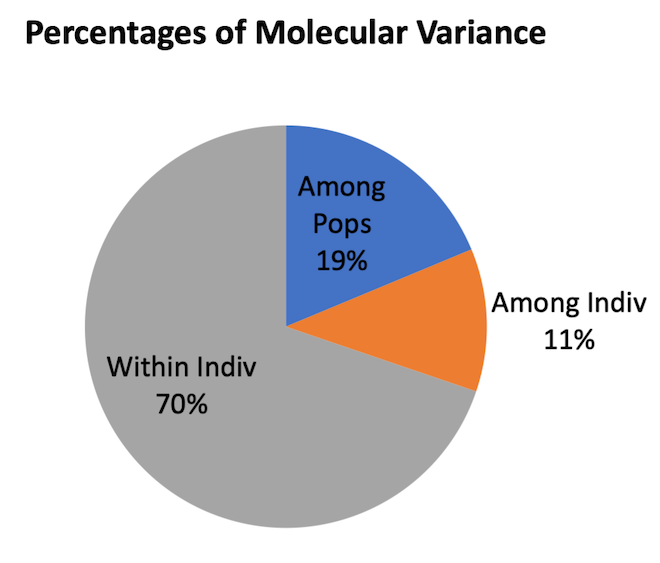 Percentages of Molecular Variance
Among
Pops
19%
Among Indiv
11%
Within Indiv
70%